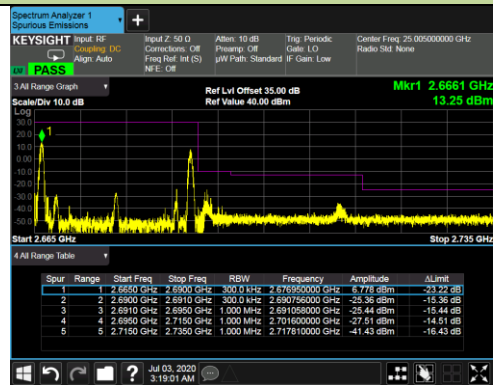 Spectrum Analyzer 1
Spurious Emissions
+
KEYSIGHT Input: RF Input Z: 50 Ω Atten: 10 dB Trig: Periodic Center Freq: 25.005000000 GHz
Coupling: DC Corrections: Off Preamp: Off Gate: LO Radio Std: None
Align: Auto Freq Ref: Int (S) µW Path: Standard IF Gain: Low
NFE: Off
PASS
3 All Range Graph
Ref Lvl Offset 35.00 dB Mkr1 2.6661 GHz
Scale/Div 10.0 dB Ref Value 40.00 dBm 13.25 dBm
Log
30.0
20.0
10.0
0.00
-10.0
-20.0
-30.0
-40.0
-50.0
1
Start 2.665 GHz Stop 2.735 GHz
4 All Range Table
Spur Range Start Freq Stop Freq RBW Frequency Amplitude ΔLimit
1 1 2.6650 GHz 2.6900 GHz 300.0 kHz 2.676950000 GHz 6.778 dBm -23.22 dB
2 2 2.6900 GHz 2.6910 GHz 300.0 kHz 2.690756000 GHz -25.36 dBm -15.36 dB
3 3 2.6910 GHz 2.6950 GHz 1.000 MHz 2.691058000 GHz -25.44 dBm -15.44 dB
4 4 2.6950 GHz 2.7150 GHz 1.000 MHz 2.701600000 GHz -27.51 dBm -14.51 dB
5 5 2.7150 GHz 2.7350 GHz 1.000 MHz 2.717810000 GHz -41.43 dBm -16.43 dB
? Jul 03, 2020
3:19:01 AM